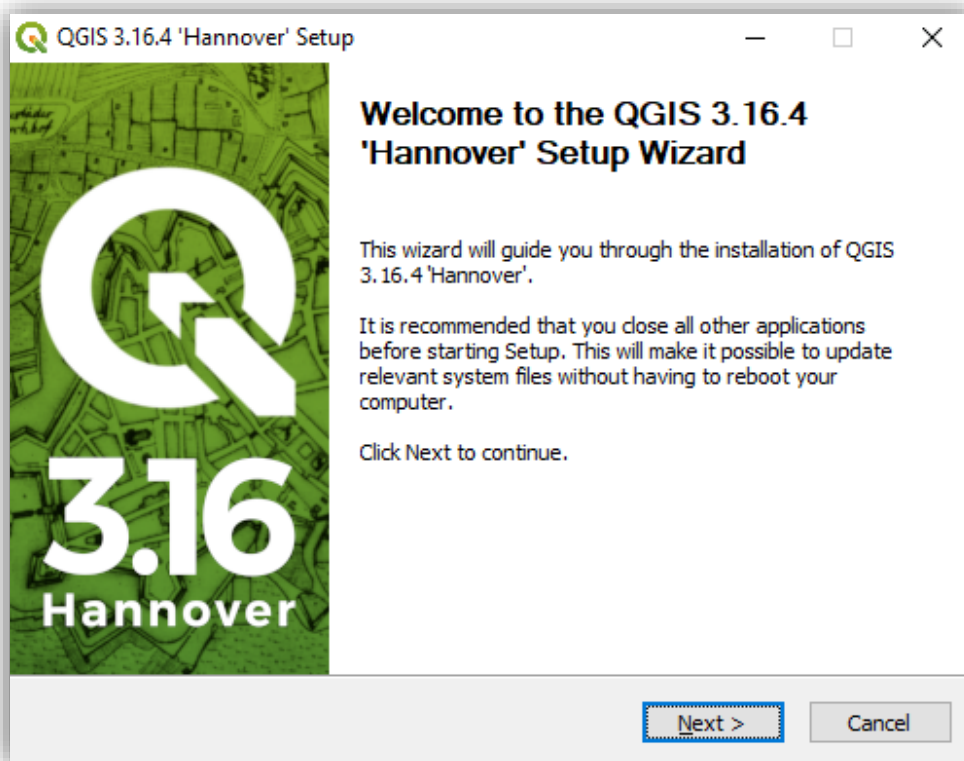 QGIS 3.16.4 'Hannover' Setup
Welcome to the QGIS 3.16.4
'Hannover' Setup Wizard
This wizard will guide you through the installation of QGIS
3.16.4 'Hannover'.
It is recommended that you close all other applications
before starting Setup. This will make it possible to update
relevant system files without having to reboot your
computer.
Click Next to continue.
3.16
Hannover
Next >
Cancel